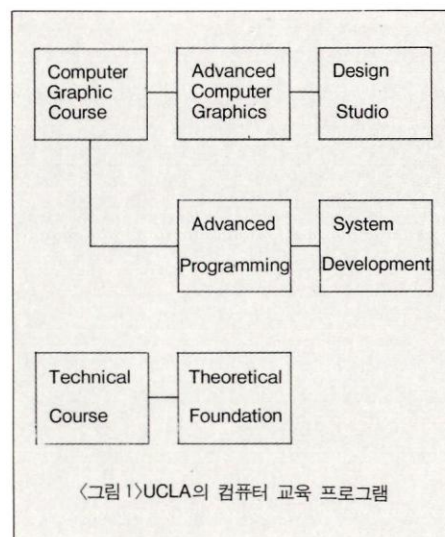 Computer
Graphic
Course
Advanced
Computer
Graphics
Design
Studio
Advanced
Programming
System
Development
Technical
Course
Theoretical
Foundation
〈그림 1〉UCLA의 컴퓨터 교육 프로그램